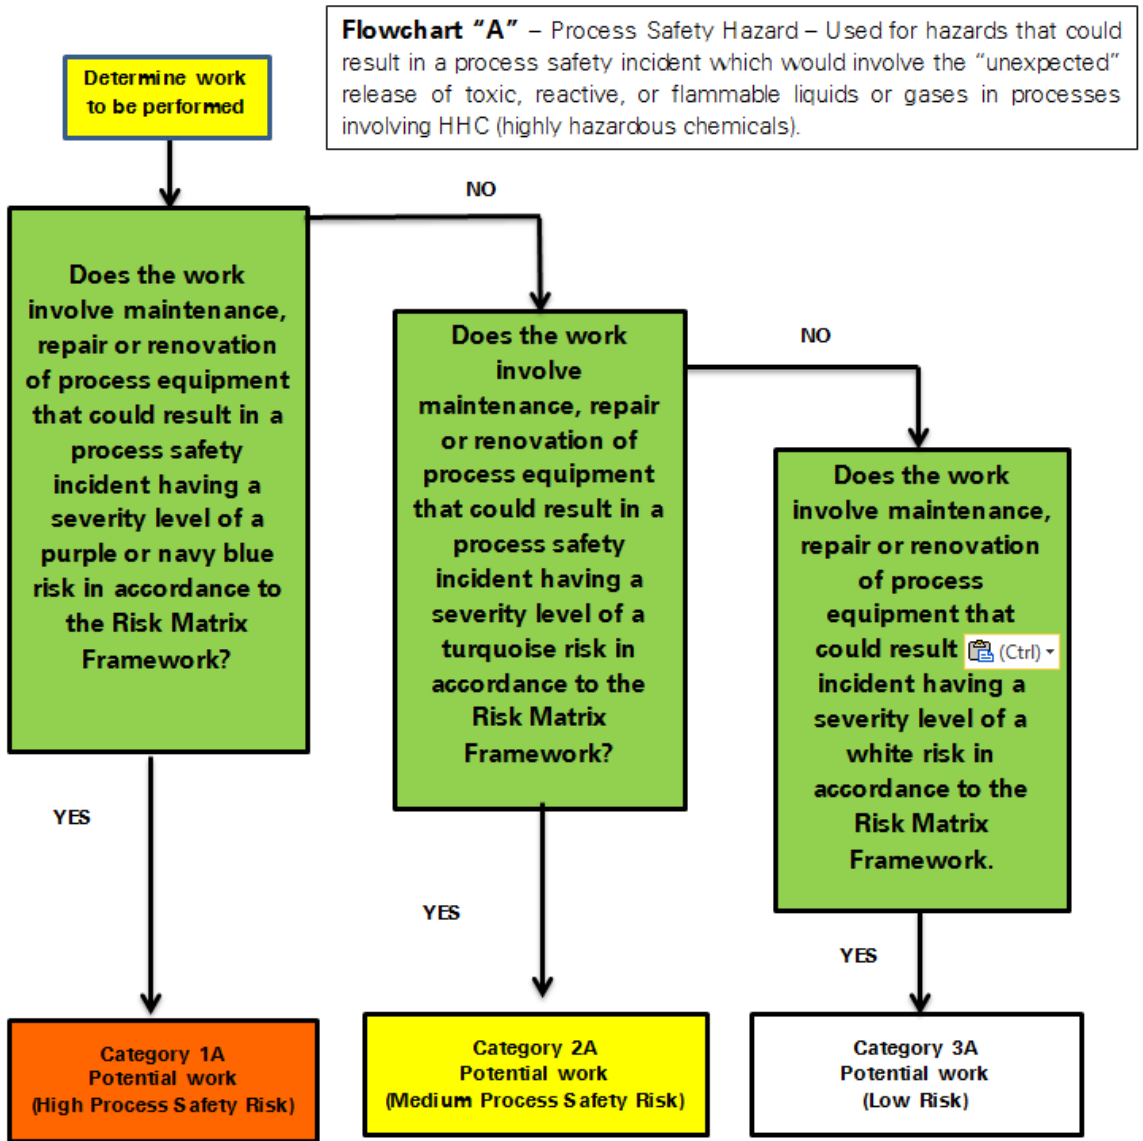 Flowchart “A” – Process Safety Hazard – Used for hazards that could
result in a process safety incident which would involve the “unexpected”
release of toxic, reactive, or flammable liquids or gases in processes
involving HHC (highly hazardous chemicals).
Determine work
to be performed
NO
Does the work
involve maintenance,
repair or renovation
of process equipment
that could result in a
process safety
incident having a
severity level of a
purple or navy blue
risk in accordance to
the Risk Matrix
Framework?
NO
Does the work
involve
maintenance, repair
or renovation of
process equipment
that could result in a
process safety
incident having a
severity level of a
turquoise risk in
accordance to the
Risk Matrix
Framework?
Does the work
involve maintenance,
repair or renovation
of process
equipment that
could result (Ctrl)
incident having a
severity level of a
white risk in
accordance to the
Risk Matrix
Framework.
YES
YES
YES
Category 1A
Potential work
(High Process Safety Risk)
Category 2A
Potential work
(Medium Process Safety Risk)
Category 3A
Potential work
(Low Risk)